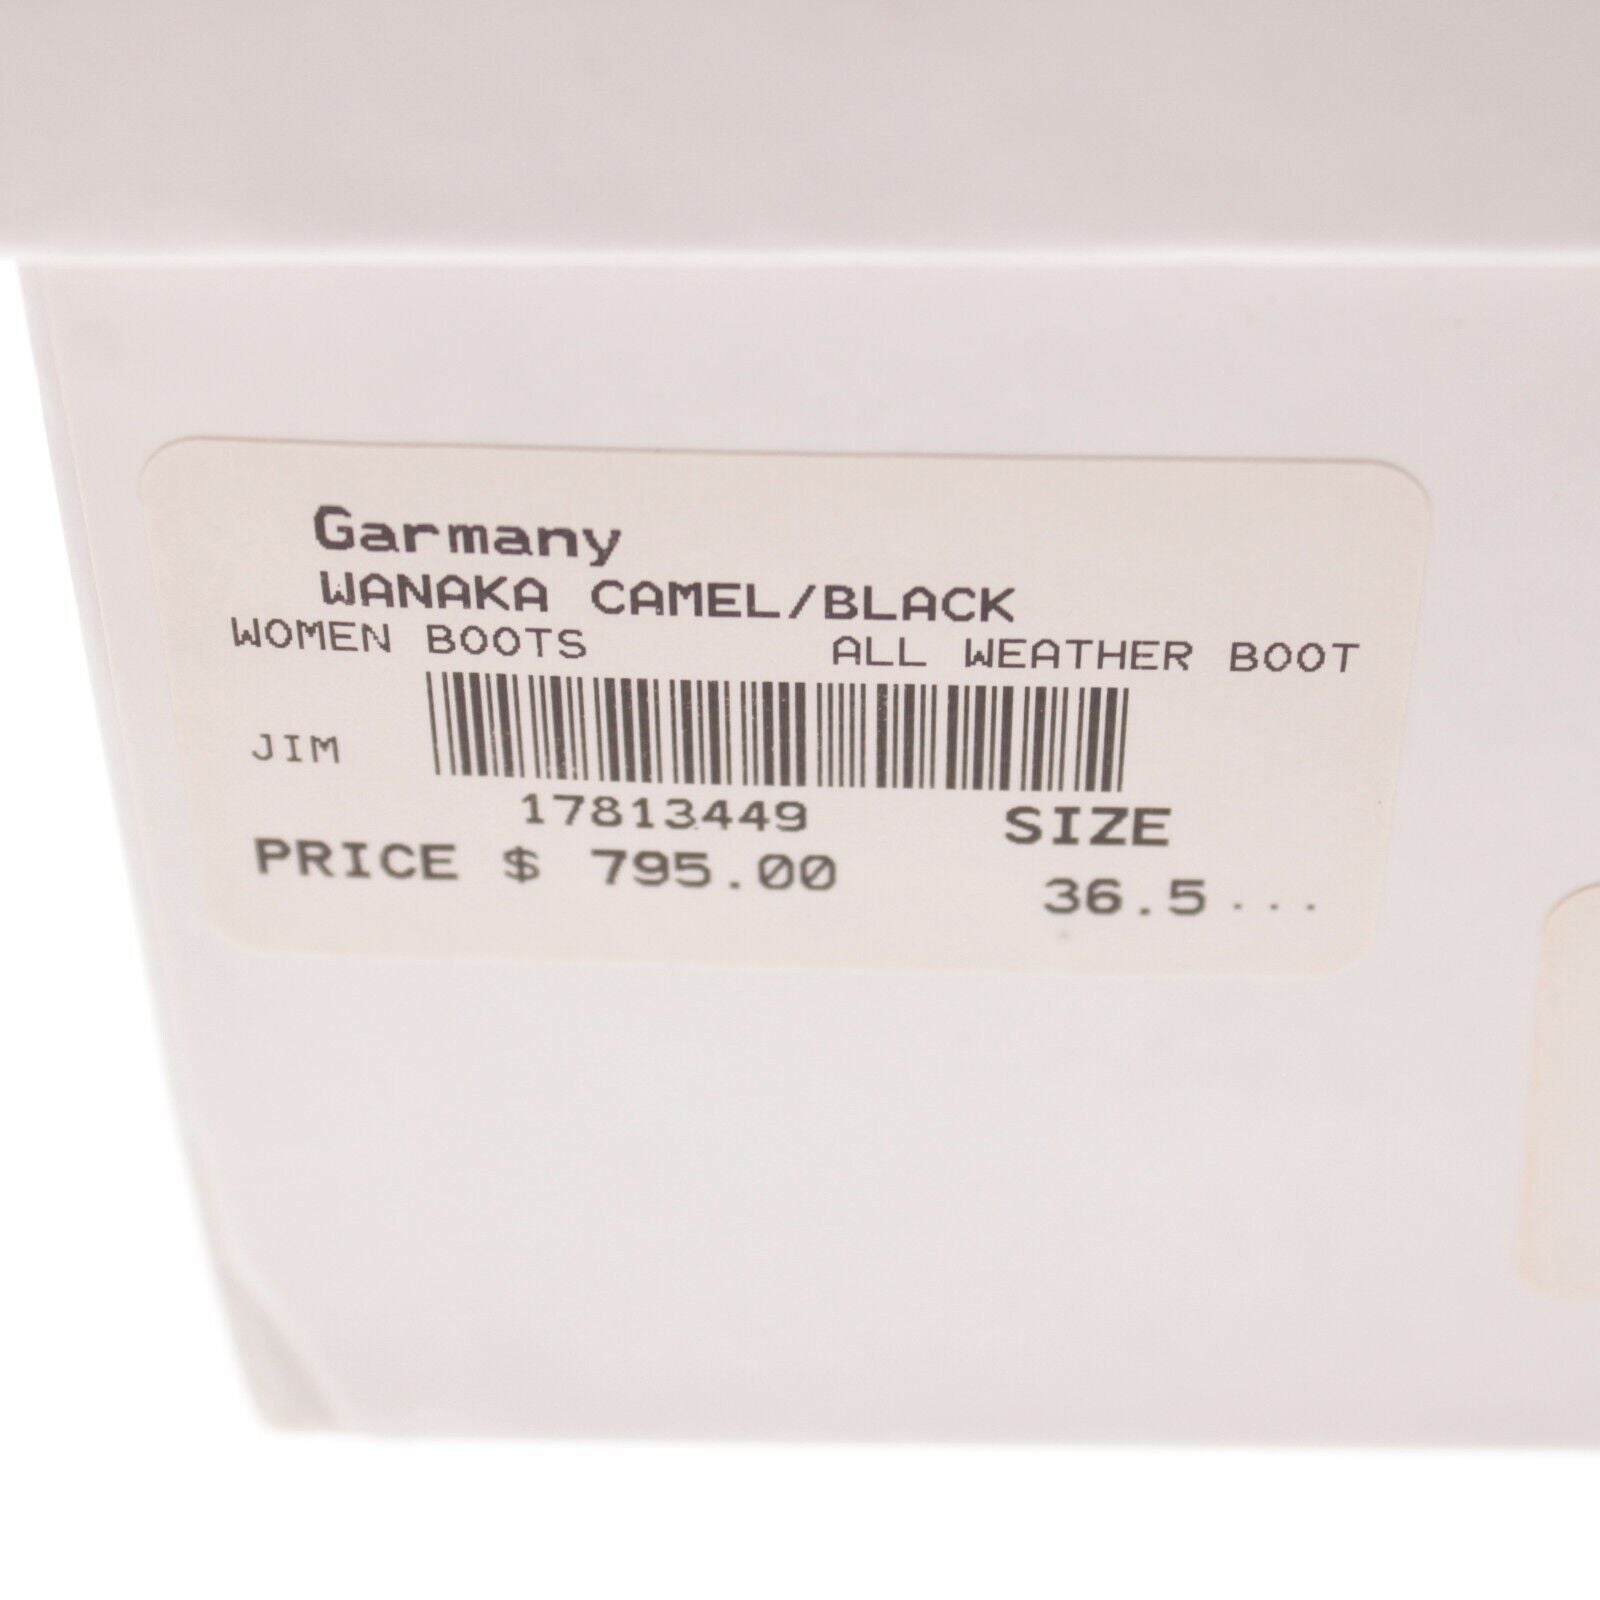 Garmany
WANAKA CAMEL/BLACK
WOMEN BOOTS ALL WEATHER BOOT
JIM
17813449 SIZE
PRICE $ 795.00 36.5...